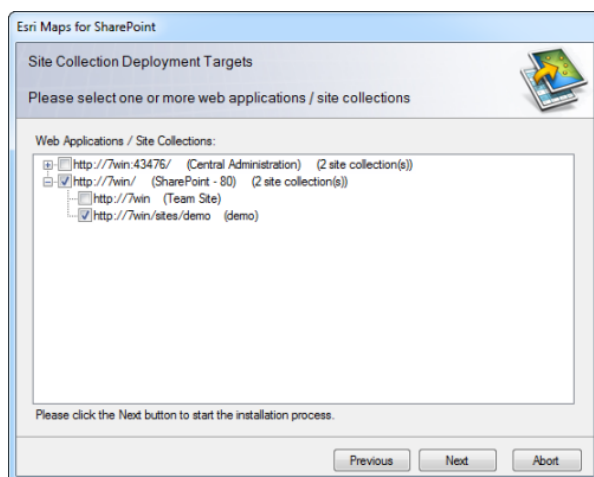 Esri Maps for SharePoint
Site Collection Deployment Targets
Please select one or more web applications / site collections
Web Applications / Site Collections:
http://7win:43476/ (Central Administration) (2 site collection(s))
http://7win/ (SharePoint - 80) (2 site collection(s))
http://7win (Team Site)
http://7win/sites/demo (demo)
Please click the Next button to start the installation process.
Previous Next Abort